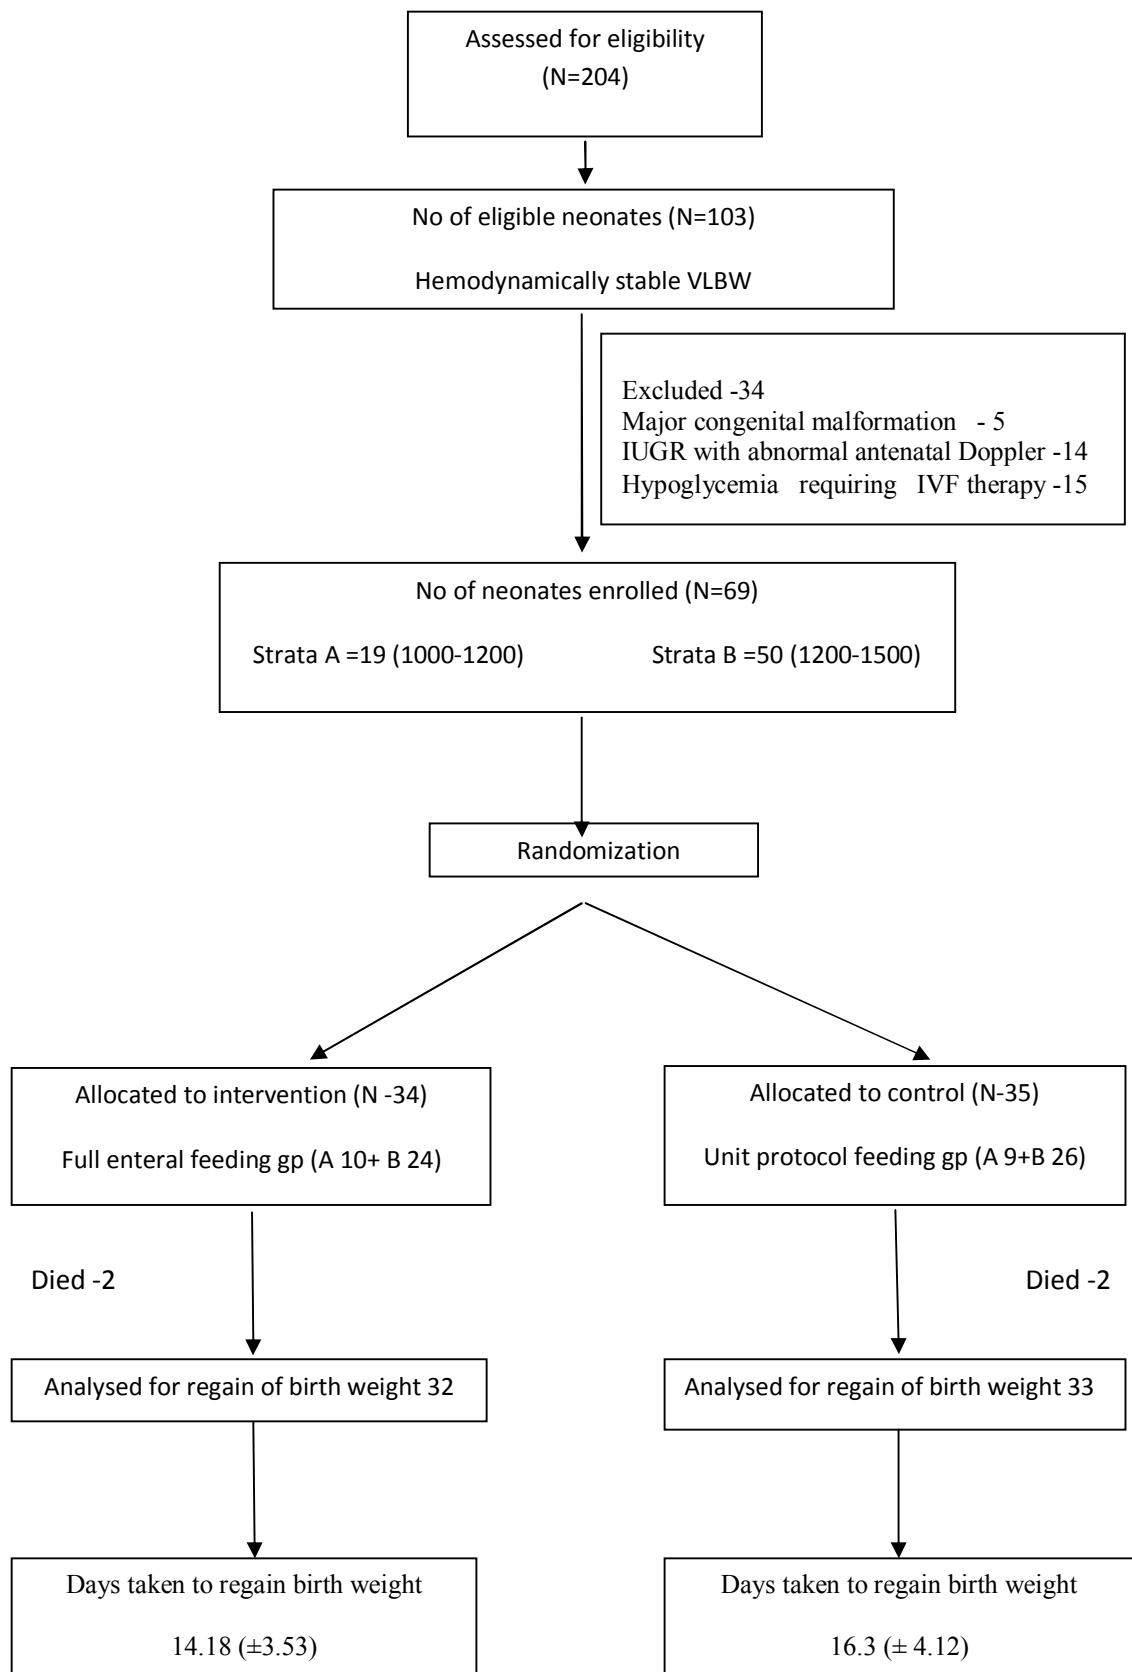 Assessed for eligibility
(N=204)
No of eligible neonates (N=103)
Hemodynamically stable VLBW
Excluded -34
Major congenital malformation - 5
IUGR with abnormal antenatal Doppler -14
Hypoglycemia requiring IVF therapy -15
No of neonates enrolled (N=69)
Strata A =19 (1000-1200) Strata B =50 (1200-1500)
Randomization
Allocated to intervention (N -34)
Full enteral feeding gp (A 10+ B 24)
Allocated to control (N-35)
Unit protocol feeding gp (A 9+B 26)
Died -2
Died -2
Analysed for regain of birth weight 32
Analysed for regain of birth weight 33
Days taken to regain birth weight
14.18 (±3.53)
Days taken to regain birth weight
16.3 (± 4.12)